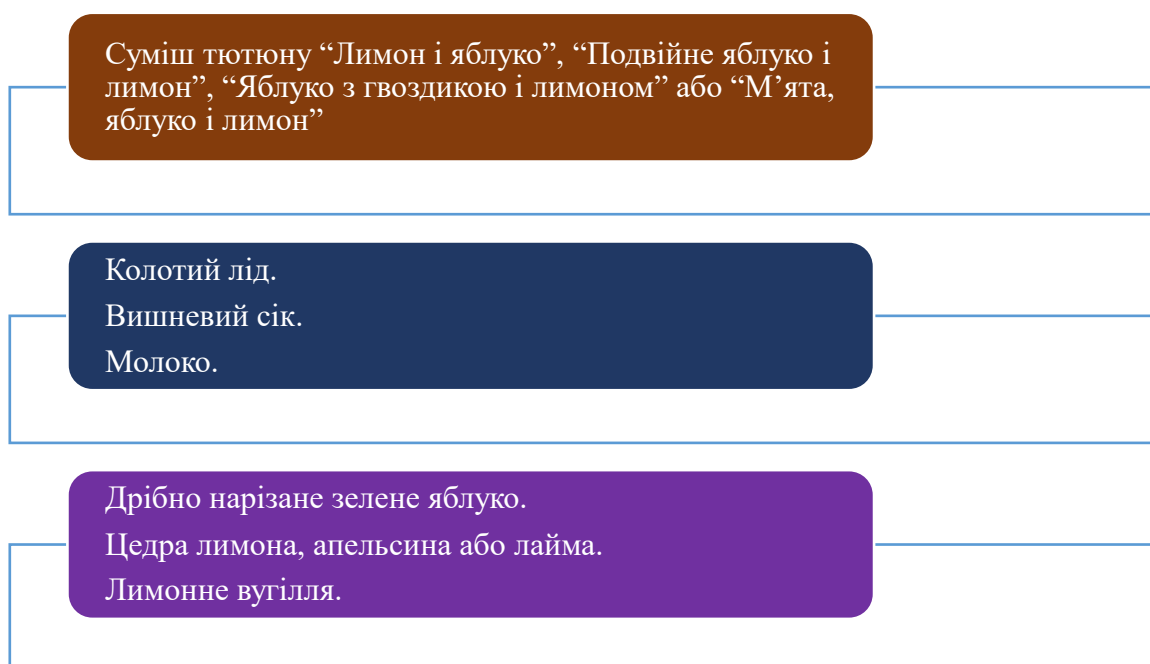 Суміш тютюну “Лимон і яблуко”, “Подвійне яблуко і
лимон”, “Яблуко з гвоздикою і лимоном” або “М’ята,
яблуко і лимон”
Колотий лід.
Вишневий сік.
Молоко.
Дрібно нарізане зелене яблуко.
Цедра лимона, апельсина або лайма.
Лимонне вугілля.